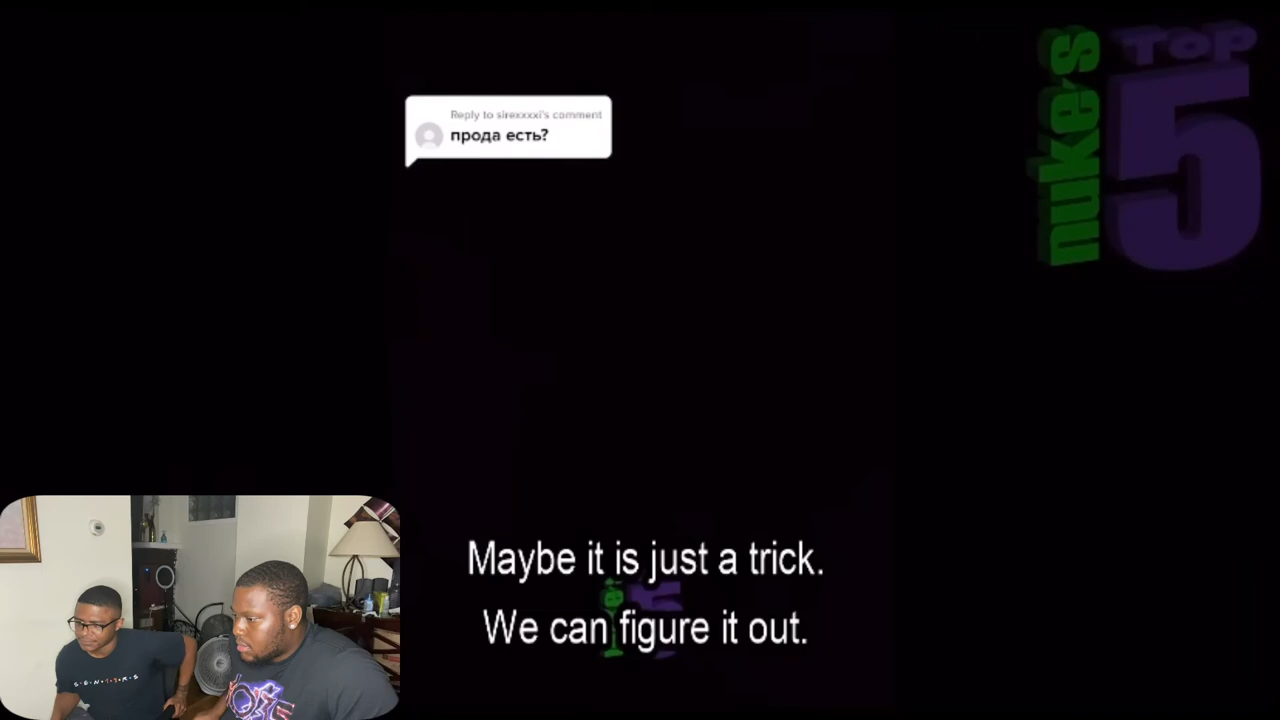 nuke's
Top
5
Reply to sirexxxxi's comment
прода есть?
Maybe it is just a trick.
We can figure it out.
S•E•N•I•O•R•S